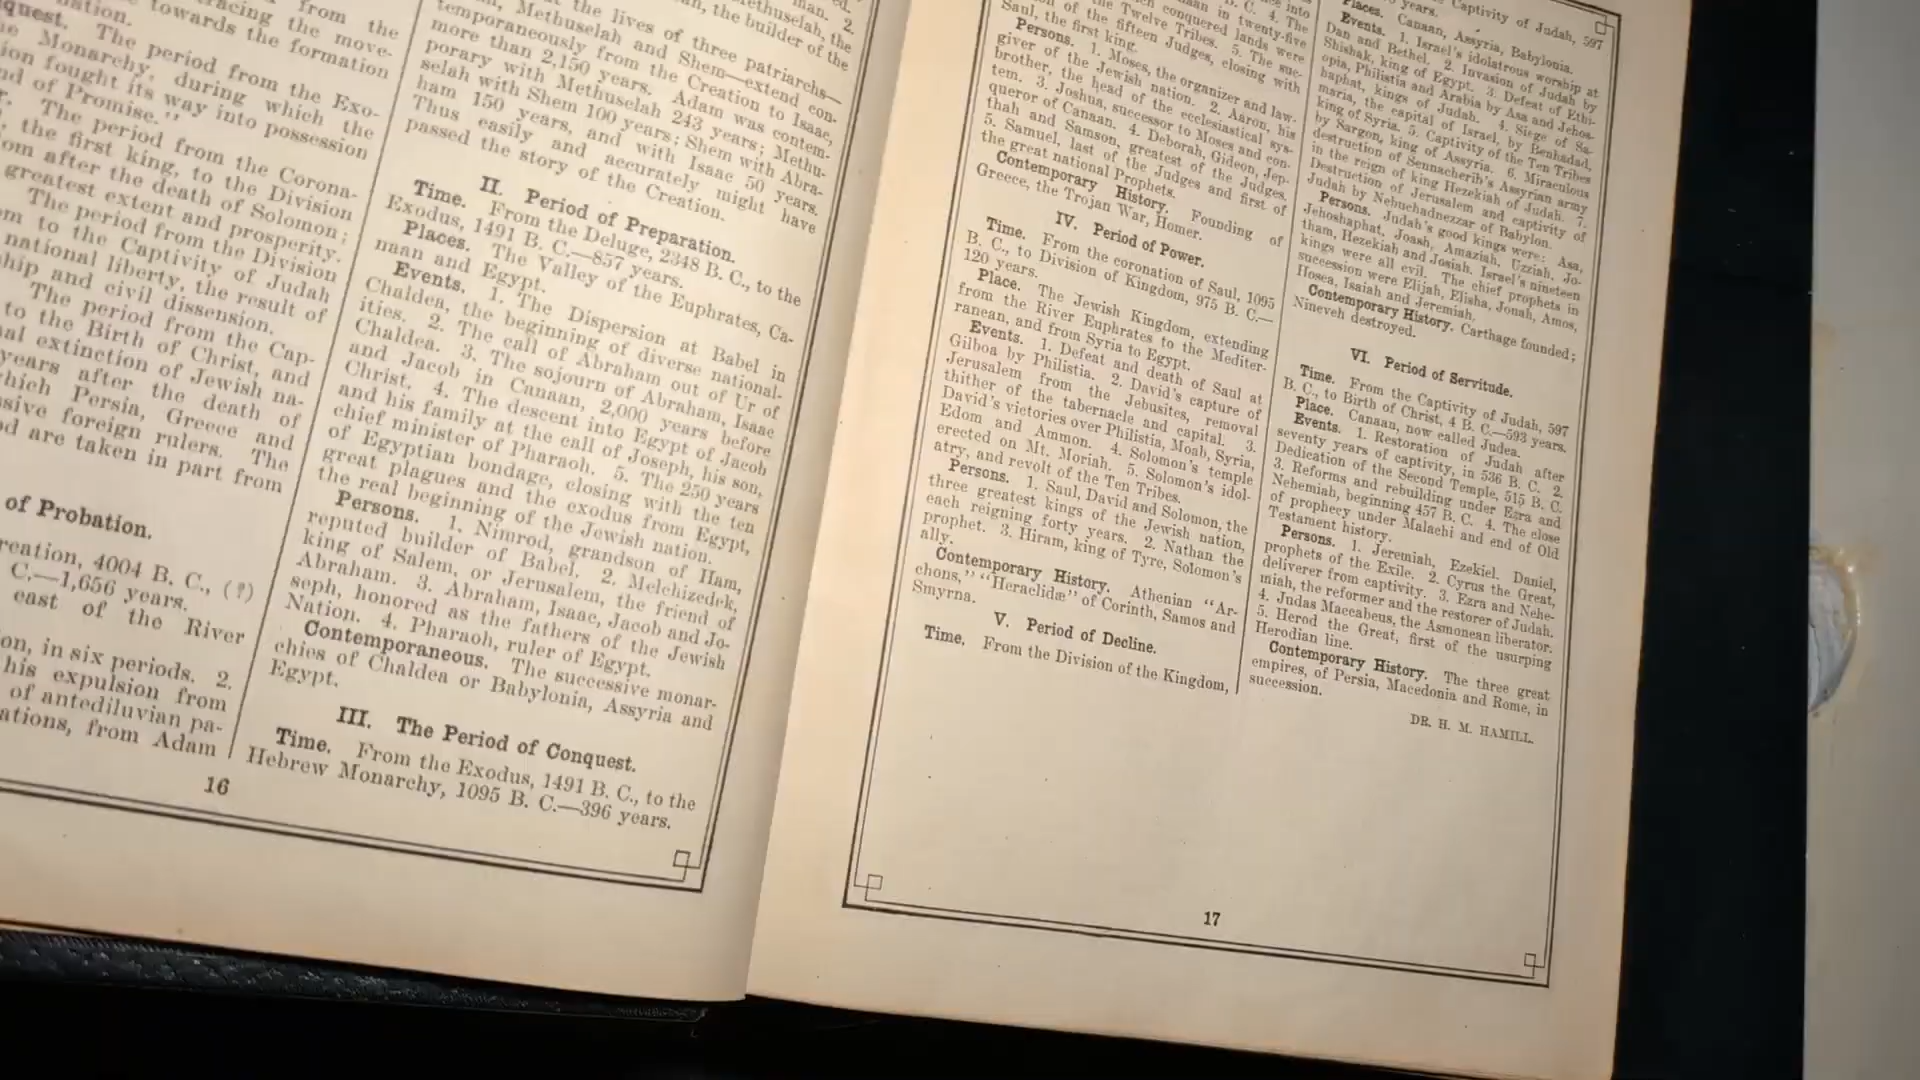 from the
tracing the move-
towards the formation
nation.
quest. The period from the Exo-
Monarchy, during which the
ion fought its way into possession
nd of Promise."
The period from the Corona-
the first king, to the Division
om after the death of Solomon;
greatest extent and prosperity.
The period from the Division
to the Captivity of Judah
national liberty, the result of
ship and civil dissension.
The period from the Cap-
to the Birth of Christ, and
al extinction of Jewish na-
years after the death of
which Persia, Greece and
sive foreign rulers. The
d are taken in part from
of Probation.
reation, 4004 B. C., (?)
C.—1,656 years.
east of the River
on, in six periods. 2.
his expulsion from
of antediluvian pa-
ations, from Adam
man. 2.
Methuselah, the
the builder of the
the lives of three patriarchs—
Methuselah and Shem—extend con-
temporaneously from the Creation to Isaac,
more than 2,150 years. Adam was contem-
porary with Methuselah 243 years; Methu-
selah with Shem 100 years; Shem with Abra-
ham 150 years, and with Isaac 50 years.
Thus easily and accurately might have
passed the story of the Creation.
II. Period of Preparation.
Time. From the Deluge, 2348 B. C., to the
Exodus, 1491 B. C.—857 years.
Places. The Valley of the Euphrates, Ca-
naan and Egypt.
Events. 1. The Dispersion at Babel in
Chaldea, the beginning of diverse national-
ities. 2. The call of Abraham out of Ur of
Chaldea. 3. The sojourn of Abraham, Isaac
and Jacob in Canaan, 2,000 years before
Christ. 4. The descent into Egypt of Jacob
and his family at the call of Joseph, his son,
chief minister of Pharaoh. 5. The 250 years
of Egyptian bondage, closing with the ten
great plagues and the exodus from Egypt,
the real beginning of the Jewish nation.
Persons. 1. Nimrod, grandson of Ham,
reputed builder of Babel. 2. Melchizedek,
king of Salem, or Jerusalem, the friend of
Abraham. 3. Abraham, Isaac, Jacob and Jo-
seph, honored as the fathers of the Jewish
Nation. 4. Pharaoh, ruler of Egypt.
Contemporaneous. The successive monar-
chies of Chaldea or Babylonia, Assyria and
Egypt.
III. The Period of Conquest.
Time. From the Exodus, 1491 B. C., to the
Hebrew Monarchy, 1095 B. C.—396 years.
16
into
B. C. 4. The
conquered lands were
in twenty-five
the Twelve Tribes. 5. The suc-
of the fifteen Judges, closing with
Saul, the first king.
Persons. 1. Moses, the organizer and law-
giver of the Jewish nation. 2. Aaron, his
brother, the head of the ecclesiastical sys-
tem. 3. Joshua, successor to Moses and con-
queror of Canaan. 4. Deborah, Gideon, Jep-
thah and Samson, greatest of the Judges.
5. Samuel, last of the Judges and first of
the great national Prophets.
Contemporary History. Founding of
Greece, the Trojan War, Homer.
IV. Period of Power.
Time. From the coronation of Saul, 1095
B. C., to Division of Kingdom, 975 B. C.—
120 years.
Place. The Jewish Kingdom, extending
from the River Euphrates to the Mediter-
ranean, and from Syria to Egypt.
Events. 1. Defeat and death of Saul at
Gilboa by Philistia. 2. David's capture of
Jerusalem from the Jebusites, removal
thither of the tabernacle and capital. 3.
David's victories over Philistia, Moab, Syria,
Edom and Ammon. 4. Solomon's temple
erected on Mt. Moriah. 5. Solomon's idol-
atry, and revolt of the Ten Tribes.
Persons. 1. Saul, David and Solomon, the
three greatest kings of the Jewish nation,
each reigning forty years. 2. Nathan the
prophet. 3. Hiram, king of Tyre, Solomon's
ally.
Contemporary History. Athenian "Ar-
chons," "Heraclidæ" of Corinth, Samos and
Smyrna.
V. Period of Decline.
Time. From the Division of the Kingdom,
Captivity of Judah, 597
years.
Places. Canaan, Assyria, Babylonia.
Events. 1. Israel's idolatrous worship at
Dan and Bethel. 2. Invasion of Judah by
Shishak, king of Egypt. 3. Defeat of Ethi-
opia, Philistia and Arabia by Asa and Jehos-
haphat, kings of Judah. 4. Siege of Sa-
maria, the capital of Israel, by Benhadad,
king of Syria. 5. Captivity of the Ten Tribes
by Sargon, king of Assyria. 6. Miraculous
destruction of Sennacherib's Assyrian army
in the reign of king Hezekiah of Judah. 7.
Destruction of Jerusalem and captivity of
Judah by Nebuchadnezzar of Babylon.
Persons. Judah's good kings were: Asa,
Jehoshaphat, Joash, Amaziah, Uzziah, Jo-
tham, Hezekiah and Josiah. Israel's nineteen
kings were all evil. The chief prophets in
succession were Elijah, Elisha, Jonah, Amos,
Hosea, Isaiah and Jeremiah.
Contemporary History. Carthage founded;
Nineveh destroyed.
VI. Period of Servitude.
Time. From the Captivity of Judah, 597
B. C., to Birth of Christ, 4 B. C.—593 years.
Place. Canaan, now called Judea.
Events. 1. Restoration of Judah after
seventy years of captivity, in 536 B. C. 2.
Dedication of the Second Temple, 515 B. C.
3. Reforms and rebuilding under Ezra and
Nehemiah, beginning 457 B. C. 4. The close
of prophecy under Malachi and end of Old
Testament history.
Persons. 1. Jeremiah, Ezekiel, Daniel,
prophets of the Exile. 2. Cyrus the Great,
deliverer from captivity. 3. Ezra and Nehe-
miah, the reformer and the restorer of Judah.
4. Judas Maccabeus, the Asmonean liberator.
5. Herod the Great, first of the usurping
Herodian line.
Contemporary History. The three great
empires, of Persia, Macedonia and Rome, in
succession.
DR. H. M. HAMILL.
17